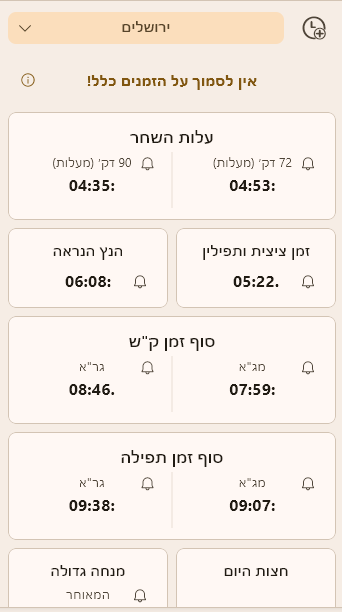 ירושלים
אין לסמוך על הזמנים כלל!
עלות השחר
72 דק' (מעלות) 90 דק' (מעלות)
04:53: 04:35:
זמן ציצית ותפילין הנץ הנראה
05:22. 06:08:
סוף זמן ק"ש
מג"א גר"א
07:59: 08:46.
סוף זמן תפילה
מג"א גר"א
09:07: 09:38:
חצות היום מנחה גדולה
המאוחר